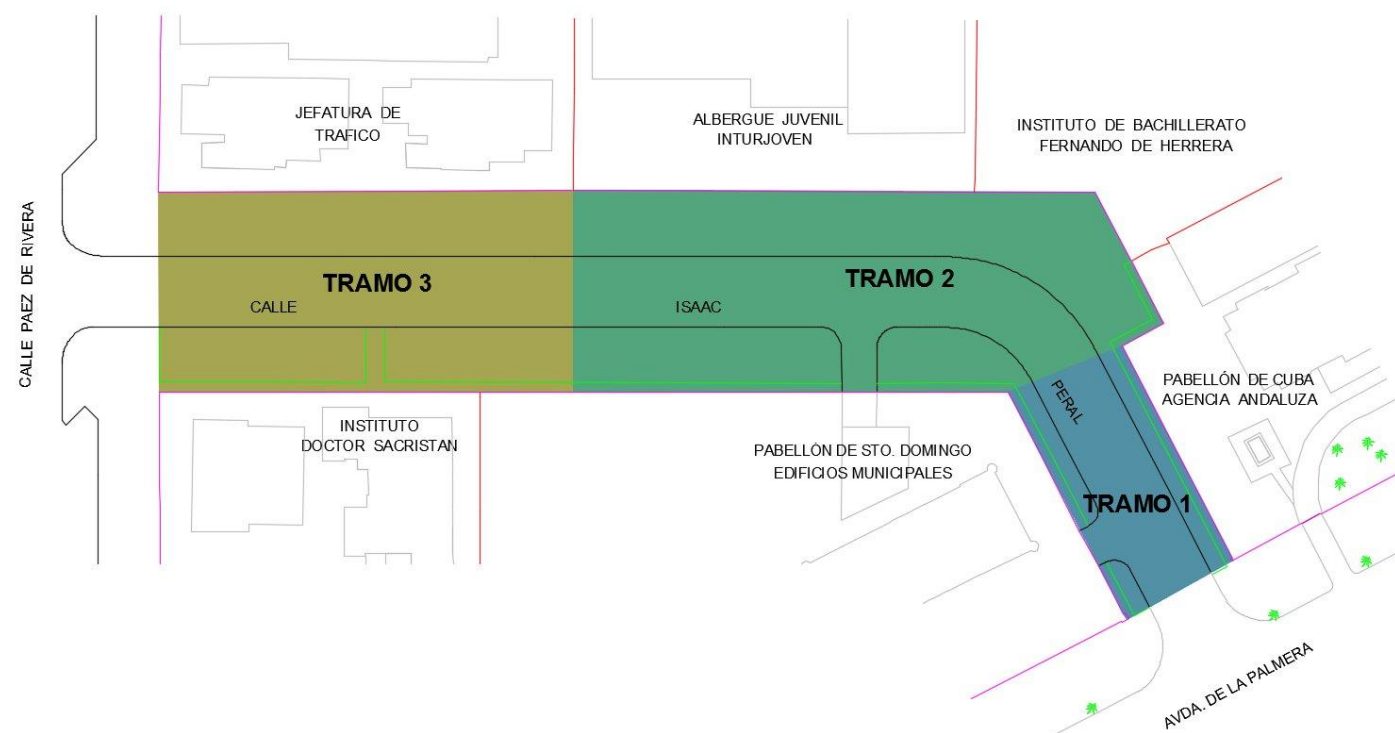 JEFATURA DE
TRAFICO
ALBERGUE JUVENIL
INTURJOVEN
INSTITUTO DE BACHILLERATO
FERNANDO DE HERRERA
CALLE PAEZ DE RIVERA
TRAMO 3
TRAMO 2
CALLE
ISAAC
PERAL
PABELLÓN DE CUBA
AGENCIA ANDALUZA
INSTITUTO
DOCTOR SACRISTAN
PABELLÓN DE STO. DOMINGO
EDIFICIOS MUNICIPALES
TRAMO 1
AVDA. DE LA PALMERA